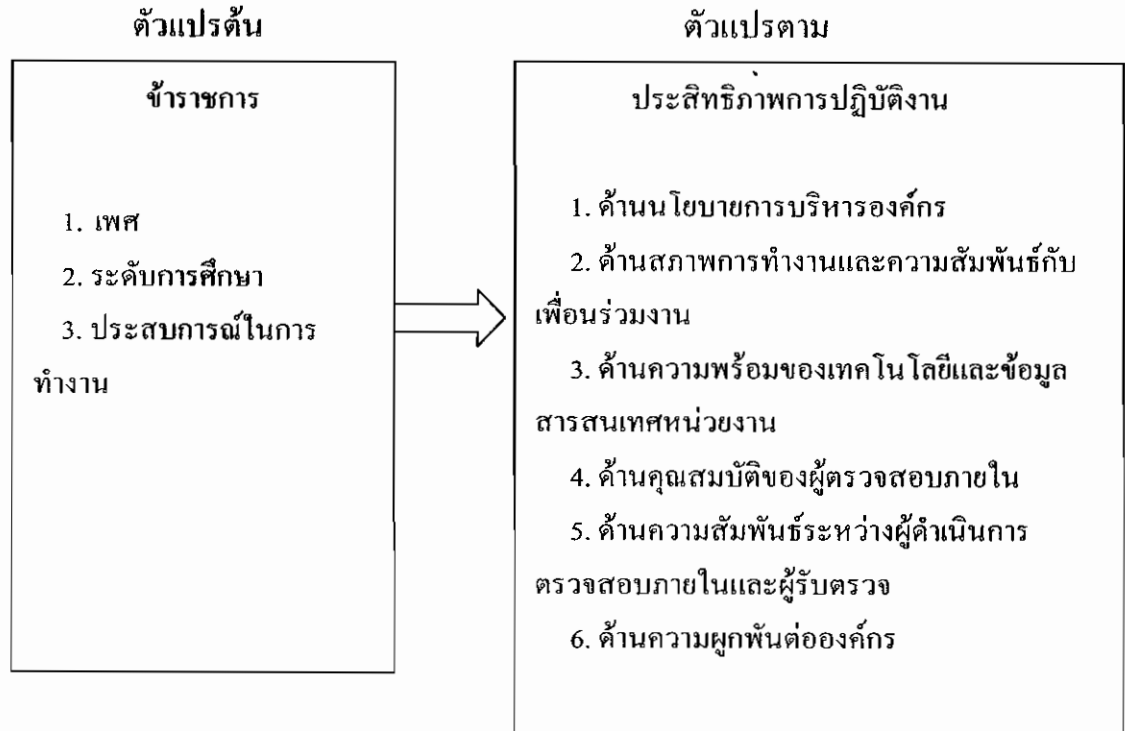 ตัวแปรต้น
ตัวแปรตาม
ข้าราชการ
1. เพศ
2. ระดับการศึกษา
3. ประสบการณ์ในการ
ทำงาน
ประสิทธิภาพการปฏิบัติงาน
1. ด้านนโยบายการบริหารองค์กร
2. ด้านสภาพการทำงานและความสัมพันธ์กับ
เพื่อนร่วมงาน
3. ด้านความพร้อมของเทคโนโลยีและข้อมูล
สารสนเทศหน่วยงาน
4. ด้านคุณสมบัติของผู้ตรวจสอบภายใน
5. ด้านความสัมพันธ์ระหว่างผู้ดำเนินการ
ตรวจสอบภายในและผู้รับตรวจ
6. ด้านความผูกพันต่อองค์กร